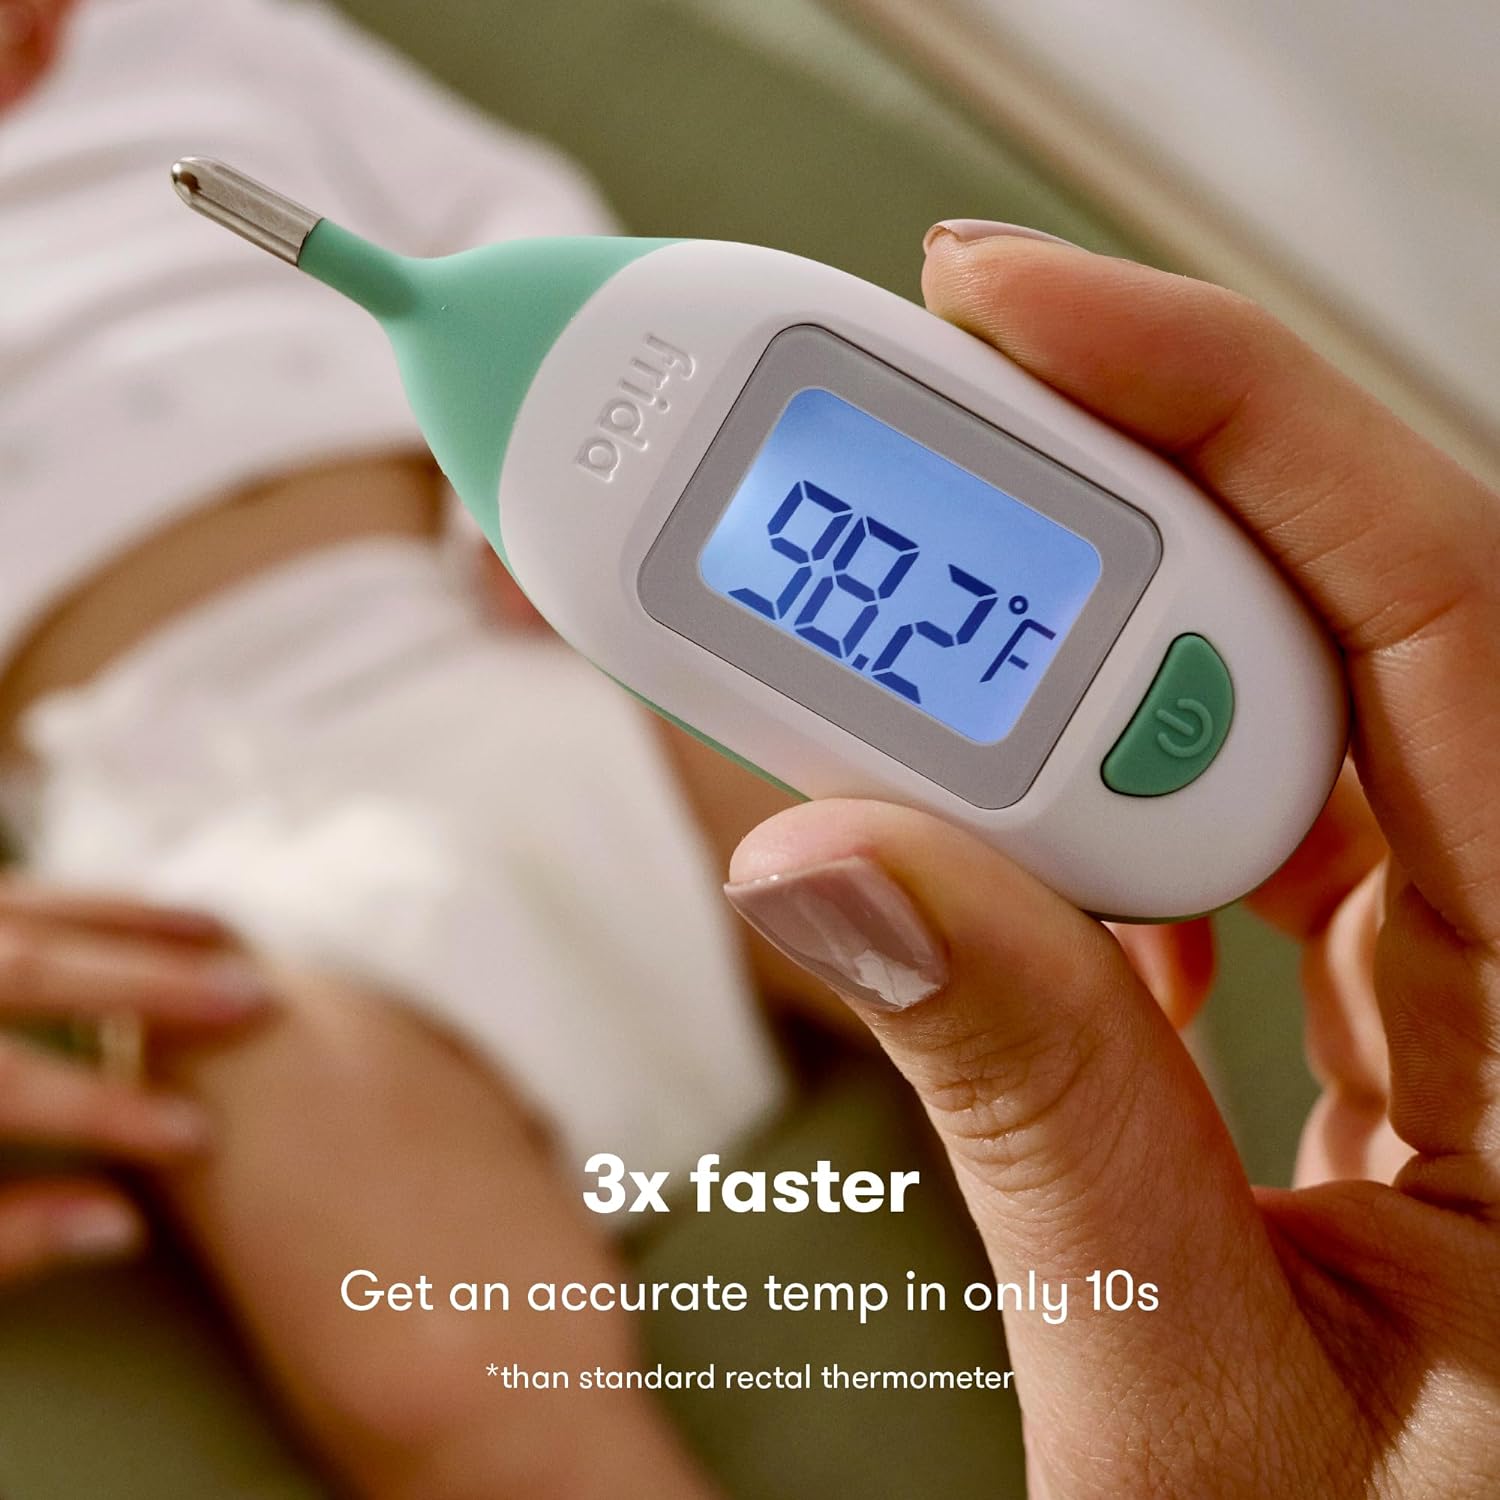 frida
98.2°F
3x faster
Get an accurate temp in only 10s
*than standard rectal thermometer